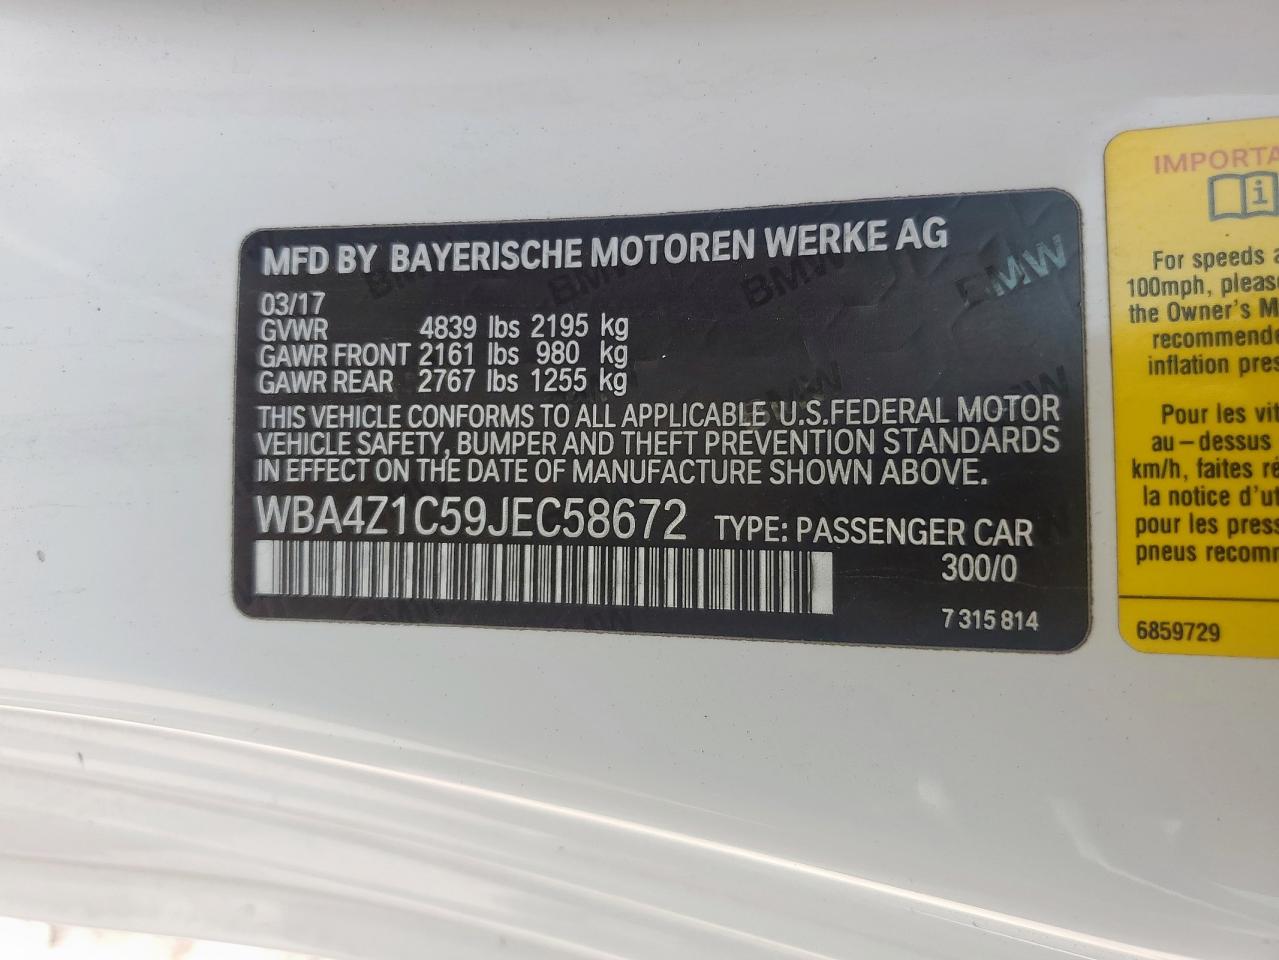 MFD BY BAYERISCHE MOTOREN WERKE AG
BMW BMW BMW BMW
03/17
GVWR 4839 lbs 2195 kg
GAWR FRONT 2161 lbs 980 kg
GAWR REAR 2767 lbs 1255 kg
THIS VEHICLE CONFORMS TO ALL APPLICABLE U.S.FEDERAL MOTOR
VEHICLE SAFETY, BUMPER AND THEFT PREVENTION STANDARDS
IN EFFECT ON THE DATE OF MANUFACTURE SHOWN ABOVE.
WBA4Z1C59JEC58672 TYPE: PASSENGER CAR
300/0
7 315 814
IMPORTA
i
For speeds a
100mph, please
the Owner's M
recommende
inflation pres
Pour les vit
au-dessus
km/h, faites ré
la notice d'ut
pour les press
pneus recomm
6859729